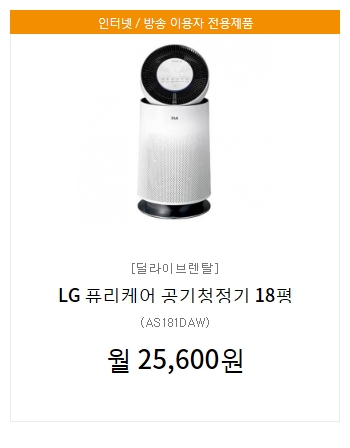 인터넷 / 방송 이용자 전용제품
[딜라이브렌탈]
LG 퓨리케어 공기청정기 18평
(AS181DAW)
월 25,600원